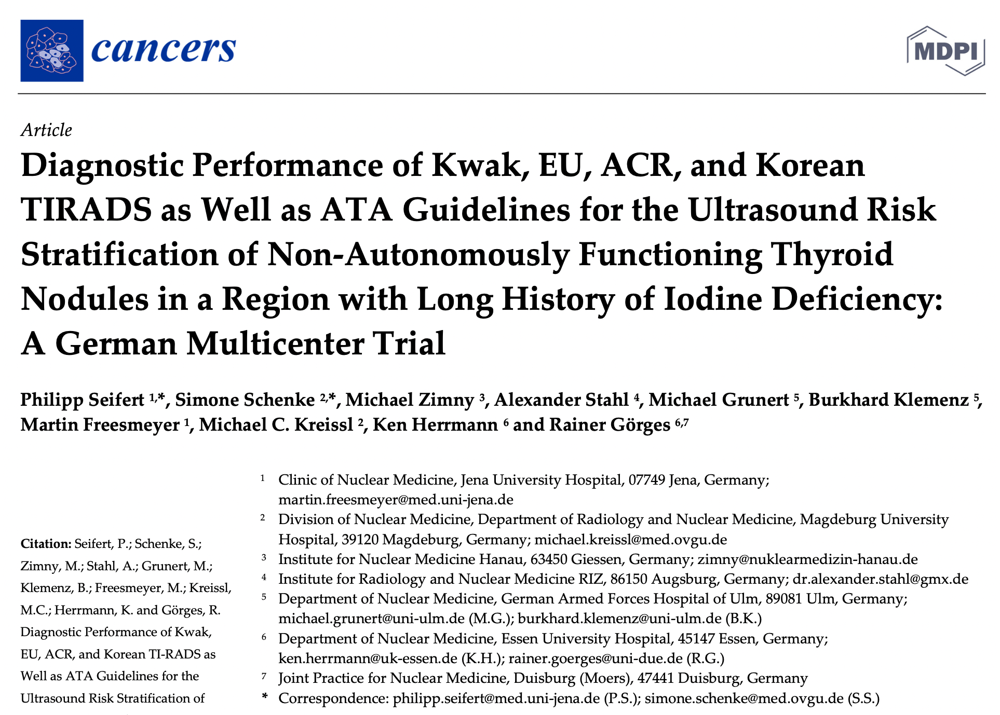 cancers
MDPI
Article
Diagnostic Performance of Kwak, EU, ACR, and Korean
TIRADS as Well as ATA Guidelines for the Ultrasound Risk
Stratification of Non-Autonomously Functioning Thyroid
Nodules in a Region with Long History of Iodine Deficiency:
A German Multicenter Trial
Philipp Seifert 1,*, Simone Schenke 2,*, Michael Zimny 3, Alexander Stahl 4, Michael Grunert 5, Burkhard Klemenz 5,
Martin Freesmeyer 1, Michael C. Kreissl 2, Ken Herrmann 6 and Rainer Görges 6,7
1 Clinic of Nuclear Medicine, Jena University Hospital, 07749 Jena, Germany;
martin.freesmeyer@med.uni-jena.de
2 Division of Nuclear Medicine, Department of Radiology and Nuclear Medicine, Magdeburg University
Hospital, 39120 Magdeburg, Germany; michael.kreissl@med.ovgu.de
3 Institute for Nuclear Medicine Hanau, 63450 Giessen, Germany; zimny@nuklearmedizin-hanau.de
4 Institute for Radiology and Nuclear Medicine RIZ, 86150 Augsburg, Germany; dr.alexander.stahl@gmx.de
5 Department of Nuclear Medicine, German Armed Forces Hospital of Ulm, 89081 Ulm, Germany;
michael.grunert@uni-ulm.de (M.G.); burkhard.klemenz@uni-ulm.de (B.K.)
6 Department of Nuclear Medicine, Essen University Hospital, 45147 Essen, Germany;
ken.herrmann@uk-essen.de (K.H.); rainer.goerges@uni-due.de (R.G.)
7 Joint Practice for Nuclear Medicine, Duisburg (Moers), 47441 Duisburg, Germany
* Correspondence: philipp.seifert@med.uni-jena.de (P.S.); simone.schenke@med.ovgu.de (S.S.)
Citation: Seifert, P.; Schenke, S.;
Zimny, M.; Stahl, A.; Grunert, M.;
Klemenz, B.; Freesmeyer, M.; Kreissl,
M.C.; Herrmann, K. and Görges, R.
Diagnostic Performance of Kwak,
EU, ACR, and Korean TI-RADS as
Well as ATA Guidelines for the
Ultrasound Risk Stratification of